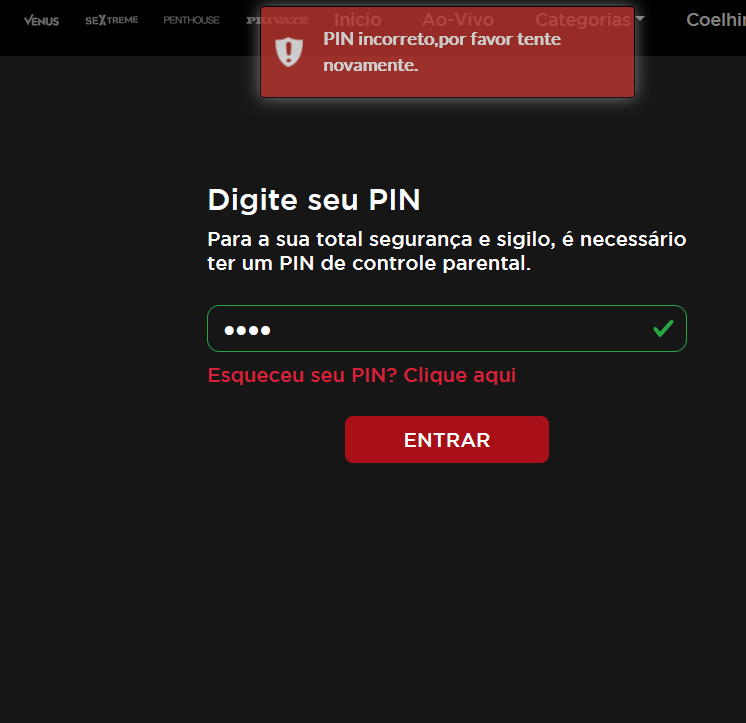 VENUS SEXTREME PENTHOUSE PRIVATE Inicio Ao-Vivo Categorias Coelhin
PIN incorreto,por favor tente
novamente.
Digite seu PIN
Para a sua total segurança e sigilo, é necessário
ter um PIN de controle parental.
Esqueceu seu PIN? Clique aqui
ENTRAR